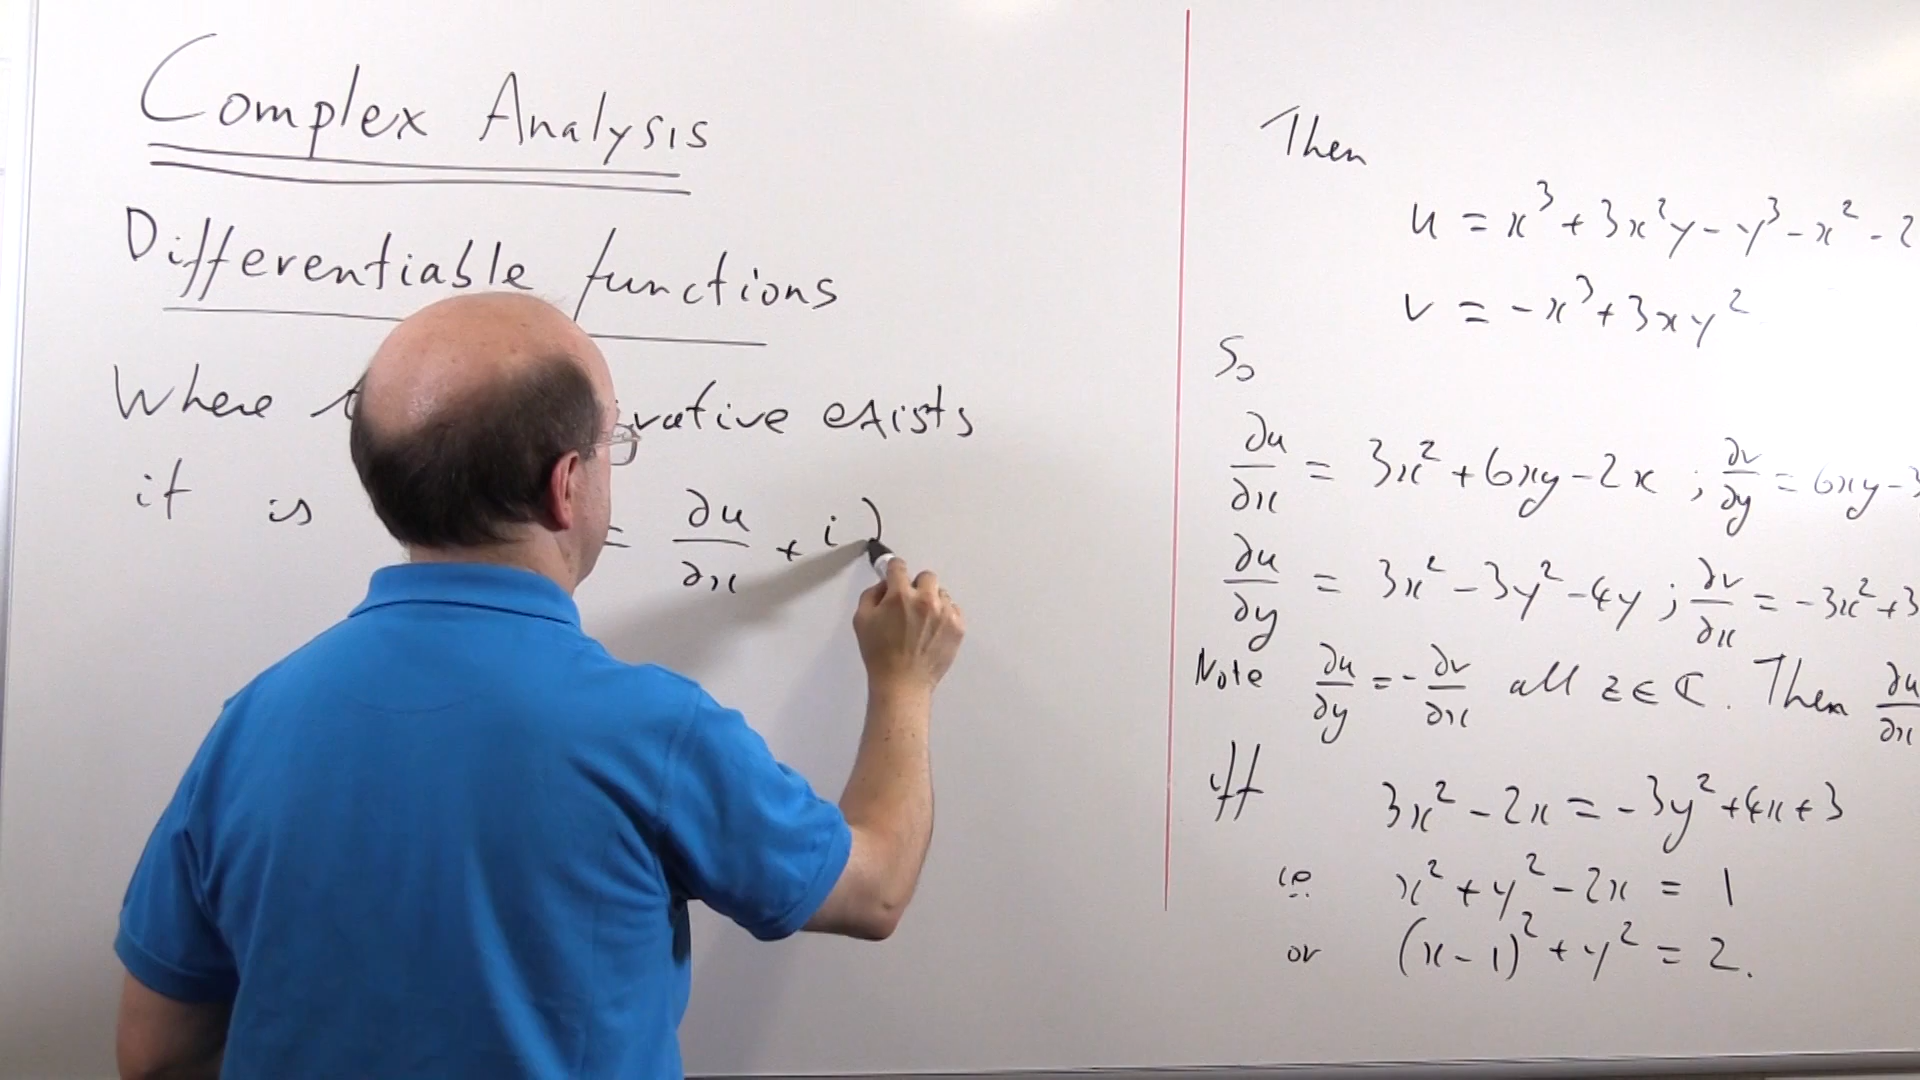 Complex Analysis
Differentiable functions
Where exists
it is = ∂u/∂x + i
Then
u = x³ + 3x²y - y³ - x² - 2
v = -x³ + 3xy²
So
∂u/∂x = 3x² + 6xy - 2x ; ∂v/∂y = 6xy -
∂u/∂y = 3x² - 3y² - 4y ; ∂v/∂x = -3x² + 3
Note ∂u/∂y = - ∂v/∂x all z ∈ ℂ. Then ∂u/∂x
iff 3x² - 2x = -3y² + 4x + 3
ie x² + y² - 2x = 1
or (x - 1)² + y² = 2.